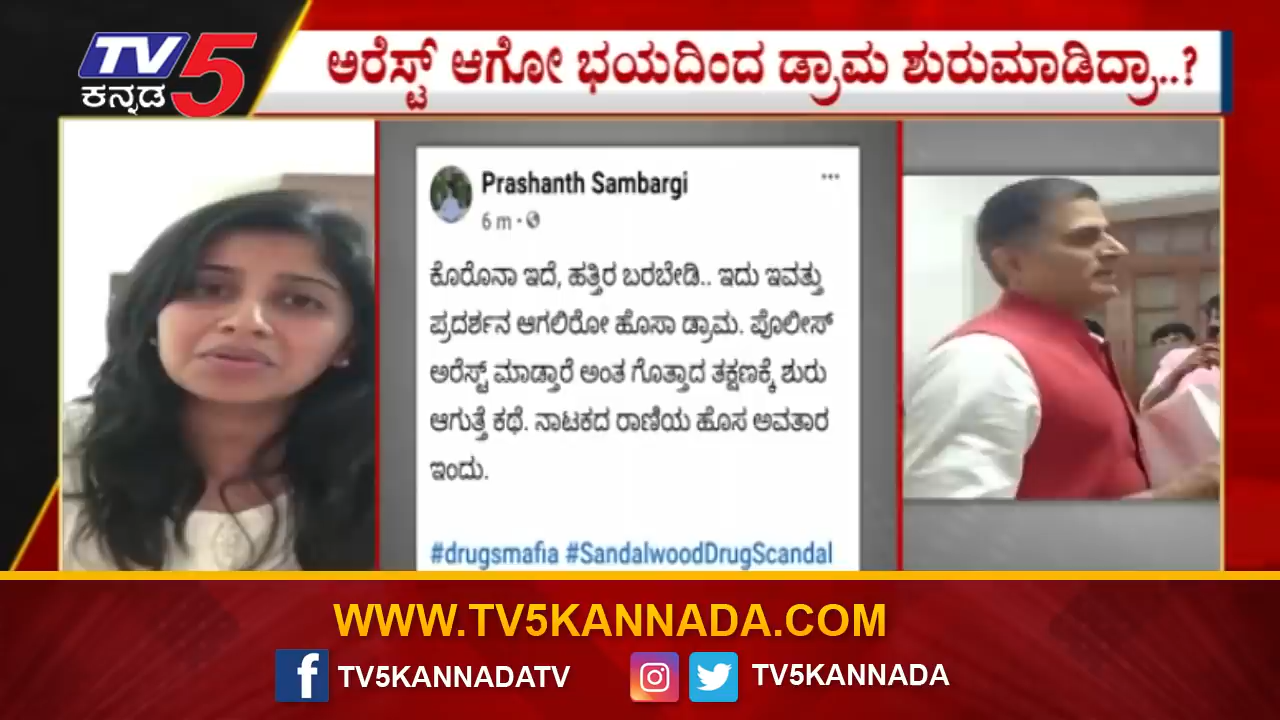 TV5
ಕನ್ನಡ
ಅರೆಸ್ಟ್ ಆಗೋ ಭಯದಿಂದ ಡ್ರಾಮ ಶುರುಮಾಡಿದ್ರಾ..?
Prashanth Sambargi
6 m ·
ಕೊರೊನಾ ಇದೆ, ಹತ್ತಿರ ಬರಬೇಡಿ.. ಇದು ಇವತ್ತು
ಪ್ರದರ್ಶನ ಆಗಲಿರೋ ಹೊಸಾ ಡ್ರಾಮ. ಪೊಲೀಸ್
ಅರೆಸ್ಟ್ ಮಾಡ್ತಾರೆ ಅಂತ ಗೊತ್ತಾದ ತಕ್ಷಣಕ್ಕೆ ಶುರು
ಆಗುತ್ತೆ ಕಥೆ. ನಾಟಕದ ರಾಣಿಯ ಹೊಸ ಅವತಾರ
ಇಂದು.
#drugsmafia #SandalwoodDrugScandal
WWW.TV5KANNADA.COM
TV5KANNADATV
TV5KANNADA